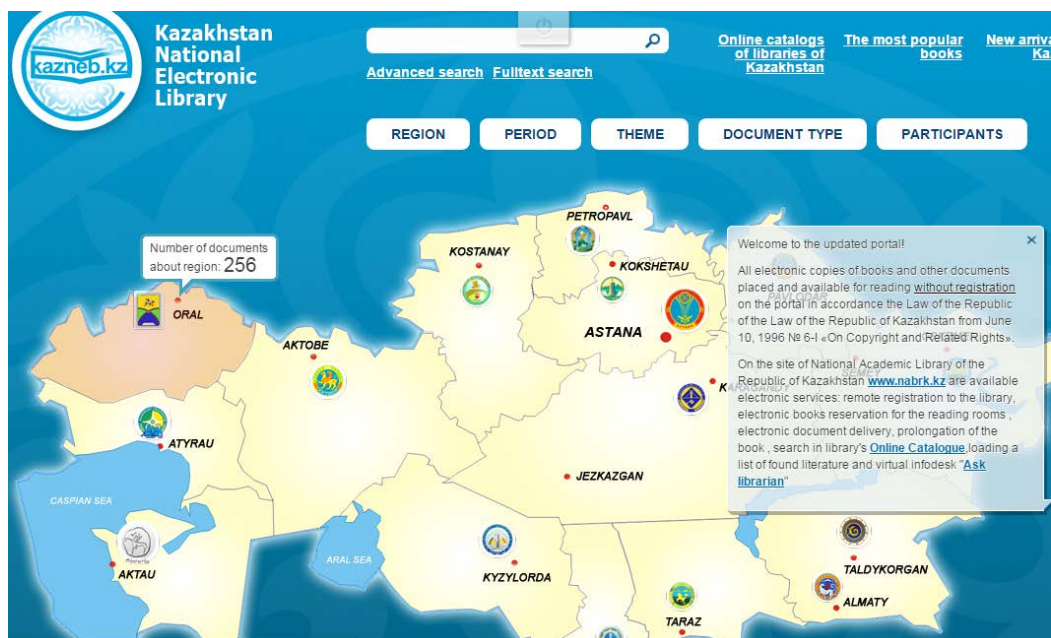 kazneb.kz
Kazakhstan
National
Electronic
Library
Advanced search Fulltext search
Online catalogs
of libraries of
Kazakhstan
The most popular
books
New
REGION
PERIOD
THEME
DOCUMENT TYPE
PARTICIPANTS
Number of documents
about region: 256
ORAL
AKTOBE
KOSTANAY
PETROPAVL
KOKSHETAU
ASTANA
Welcome to the updated portal!
All electronic copies of books and other documents
placed and available for reading without registration
on the portal in accordance the Law of the Republic
of the Law of the Republic of Kazakhstan from June
10, 1996 № 6-I «On Copyright and Related Rights».
On the site of National Academic Library of the
Republic of Kazakhstan www.nabrk.kz are available
electronic services: remote registration to the library,
electronic books reservation for the reading rooms ,
electronic document delivery, prolongation of the
book , search in library's Online Catalogue,loading a
list of found literature and virtual infodesk "Ask
librarian"
PAVLODAR
SEMEY
KARAGANDY
ATYRAU
JEZKAZGAN
CASPIAN SEA
ARAL SEA
AKTAU
KYZYLORDA
TARAZ
TALDYKORGAN
ALMATY